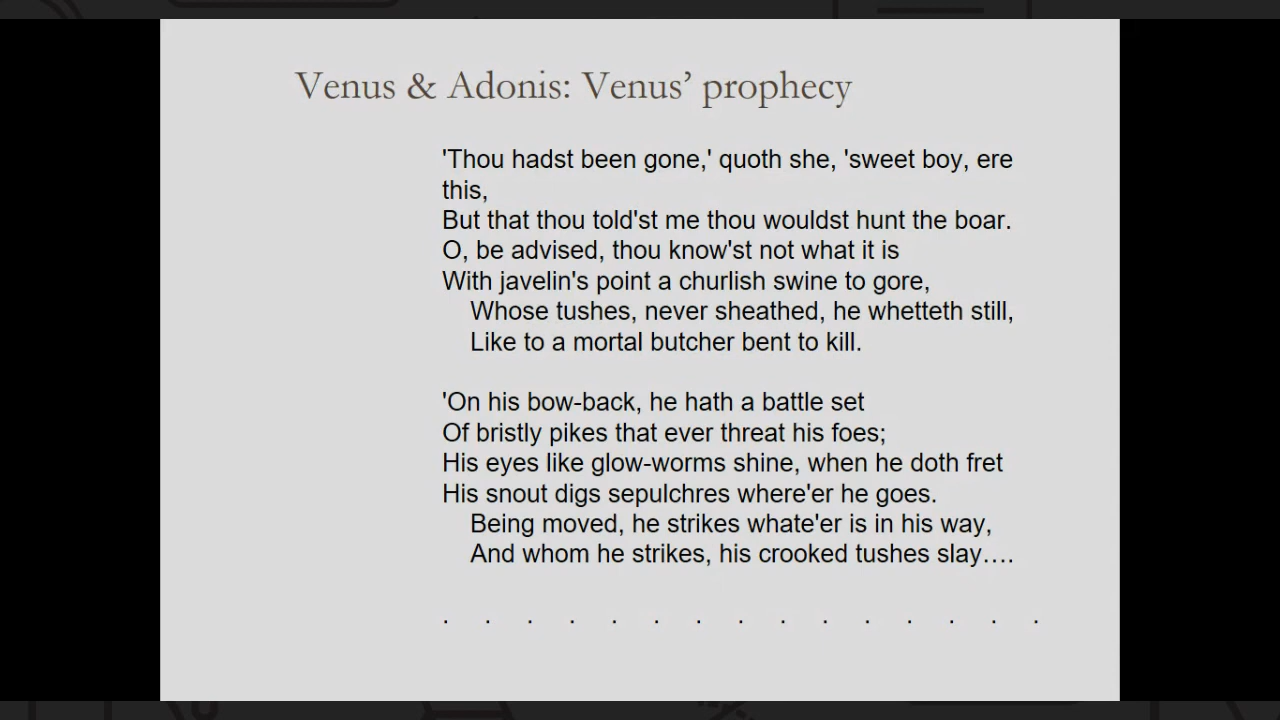 Venus & Adonis: Venus’ prophecy
'Thou hadst been gone,' quoth she, 'sweet boy, ere
this,
But that thou told'st me thou wouldst hunt the boar.
O, be advised, thou know'st not what it is
With javelin's point a churlish swine to gore,
Whose tushes, never sheathed, he whetteth still,
Like to a mortal butcher bent to kill.
'On his bow-back, he hath a battle set
Of bristly pikes that ever threat his foes;
His eyes like glow-worms shine, when he doth fret
His snout digs sepulchres where'er he goes.
Being moved, he strikes whate'er is in his way,
And whom he strikes, his crooked tushes slay….
. . . . . . . . . . . . . . .